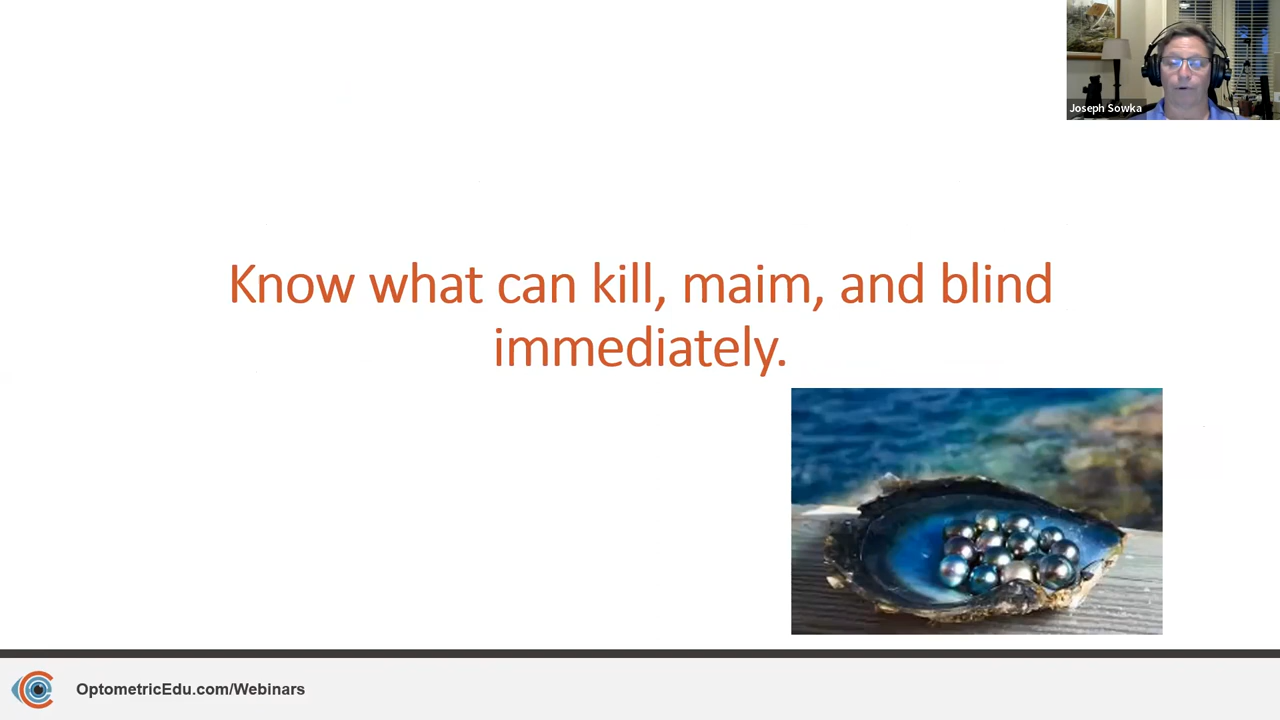 Joseph Sowka
Know what can kill, maim, and blind
immediately.
OptometricEdu.com/Webinars